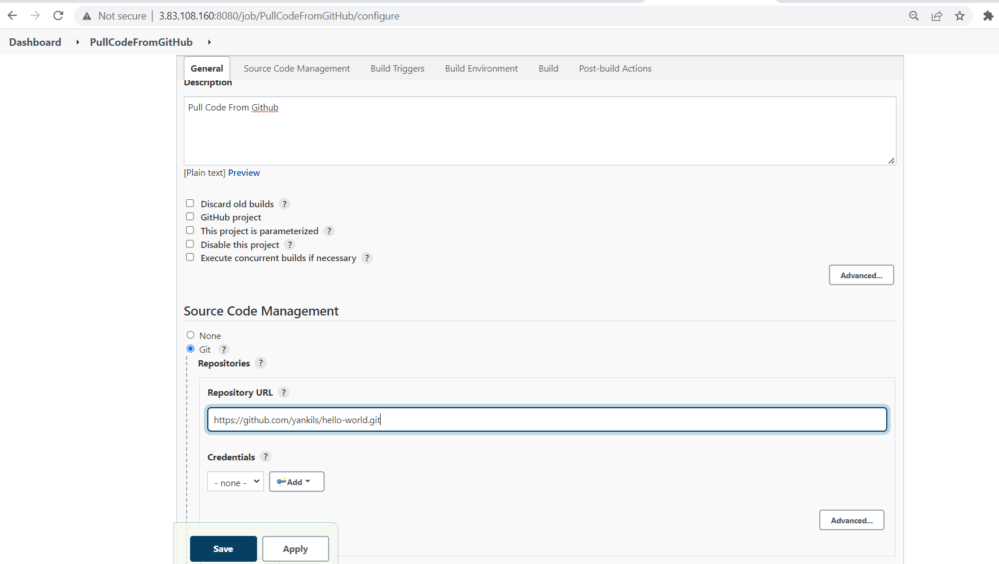 Not secure | 3.83.108.160:8080/job/PullCodeFromGitHub/configure
Dashboard PullCodeFromGitHub
General Source Code Management Build Triggers Build Environment Build Post-build Actions
Description
Pull Code From Github
[Plain text] Preview
Discard old builds ?
GitHub project
This project is parameterized ?
Disable this project ?
Execute concurrent builds if necessary ?
Advanced...
Source Code Management
None
Git ?
Repositories ?
Repository URL ?
https://github.com/yankils/hello-world.git
Credentials ?
- none - Add
Advanced...
Save Apply